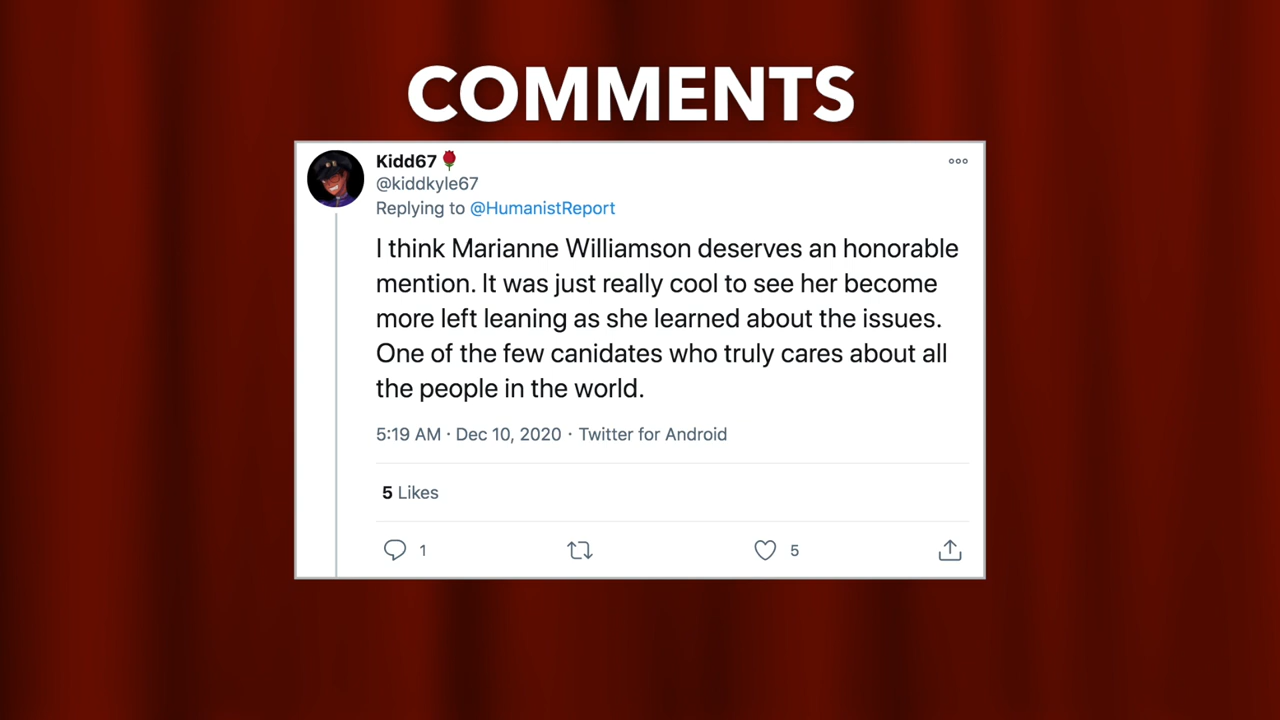 COMMENTS
Kidd67🌹
@kiddkyle67
Replying to @HumanistReport
I think Marianne Williamson deserves an honorable
mention. It was just really cool to see her become
more left leaning as she learned about the issues.
One of the few canidates who truly cares about all
the people in the world.
5:19 AM · Dec 10, 2020 · Twitter for Android
5 Likes
1 5